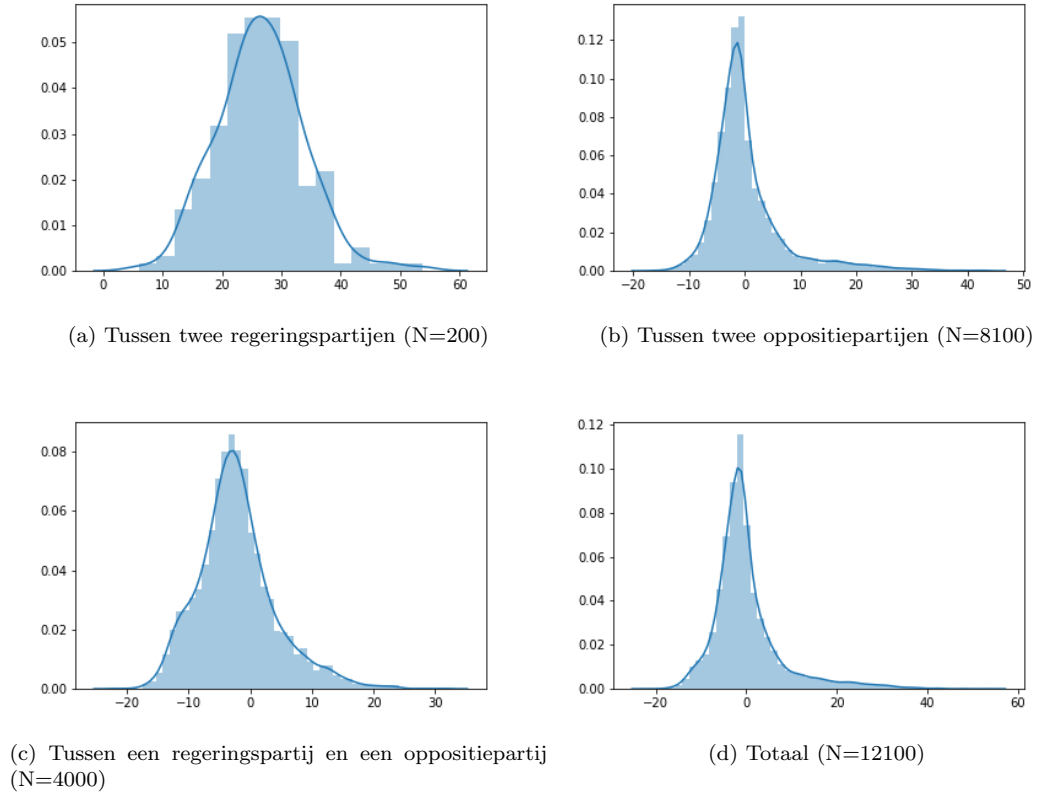 0.05
0.04
0.03
0.02
0.01
0.00
0 10 20 30 40 50 60
(a) Tussen twee regeringspartijen (N=200)
0.12
0.10
0.08
0.06
0.04
0.02
0.00
−20 −10 0 10 20 30 40 50
(b) Tussen twee oppositiepartijen (N=8100)
0.08
0.06
0.04
0.02
0.00
−20 −10 0 10 20 30
(c) Tussen een regeringspartij en een oppositiepartij
(N=4000)
0.12
0.10
0.08
0.06
0.04
0.02
0.00
−20 0 20 40 60
(d) Totaal (N=12100)